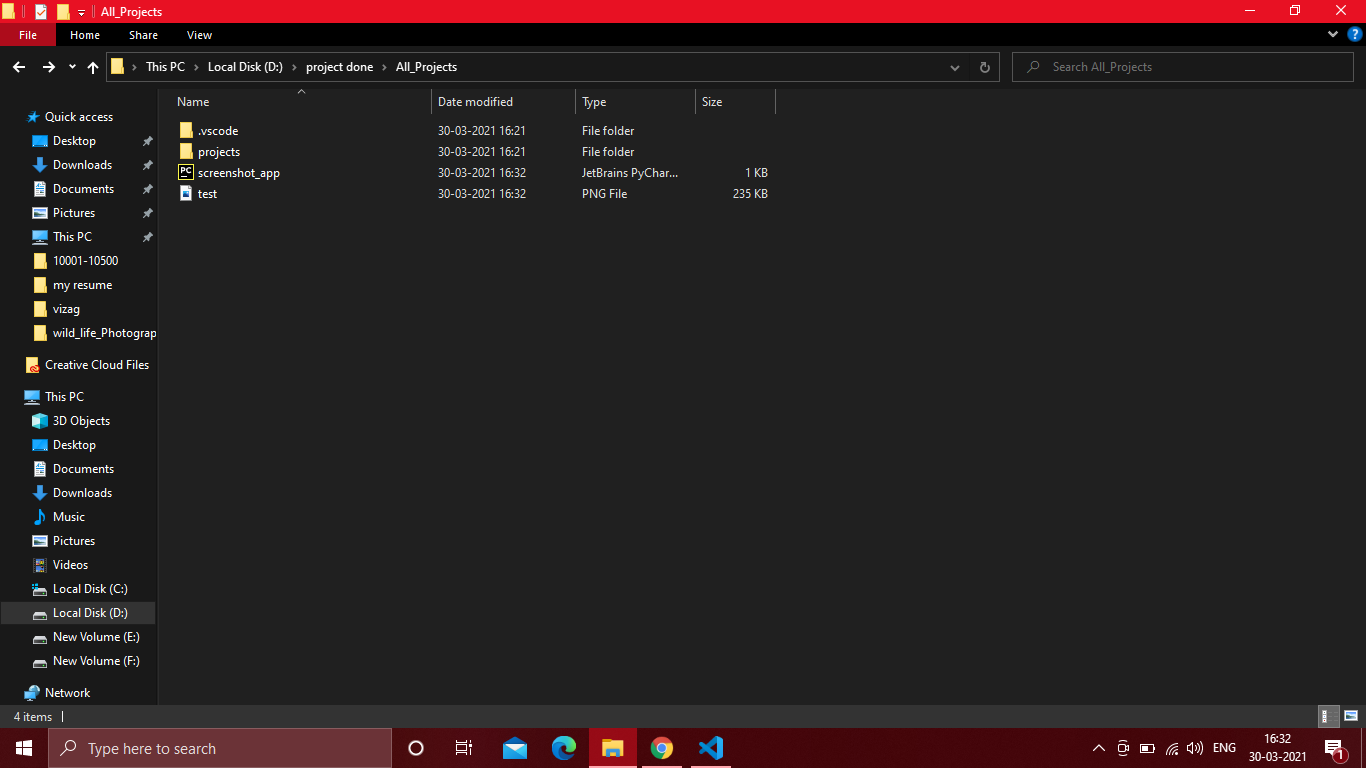 All_Projects
File Home Share View
This PC Local Disk (D:) project done All_Projects Search All_Projects
Name Date modified Type Size
.vscode 30-03-2021 16:21 File folder
projects 30-03-2021 16:21 File folder
PC screenshot_app 30-03-2021 16:32 JetBrains PyChar... 1 KB
test 30-03-2021 16:32 PNG File 235 KB
Quick access
Desktop
Downloads
Documents
Pictures
This PC
10001-10500
my resume
vizag
wild_life_Photograp
Creative Cloud Files
This PC
3D Objects
Desktop
Documents
Downloads
Music
Pictures
Videos
Local Disk (C:)
Local Disk (D:)
New Volume (E:)
New Volume (F:)
Network
4 items
Type here to search
ENG
16:32
30-03-2021
1